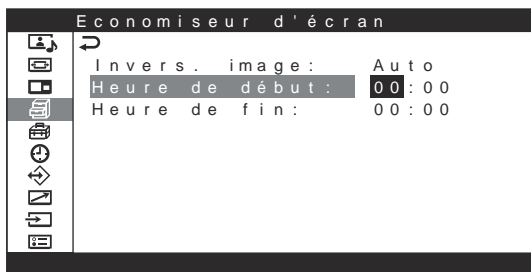 Economiseur d'écran
Invers. image: Auto
Heure de début: 00:00
Heure de fin: 00:00